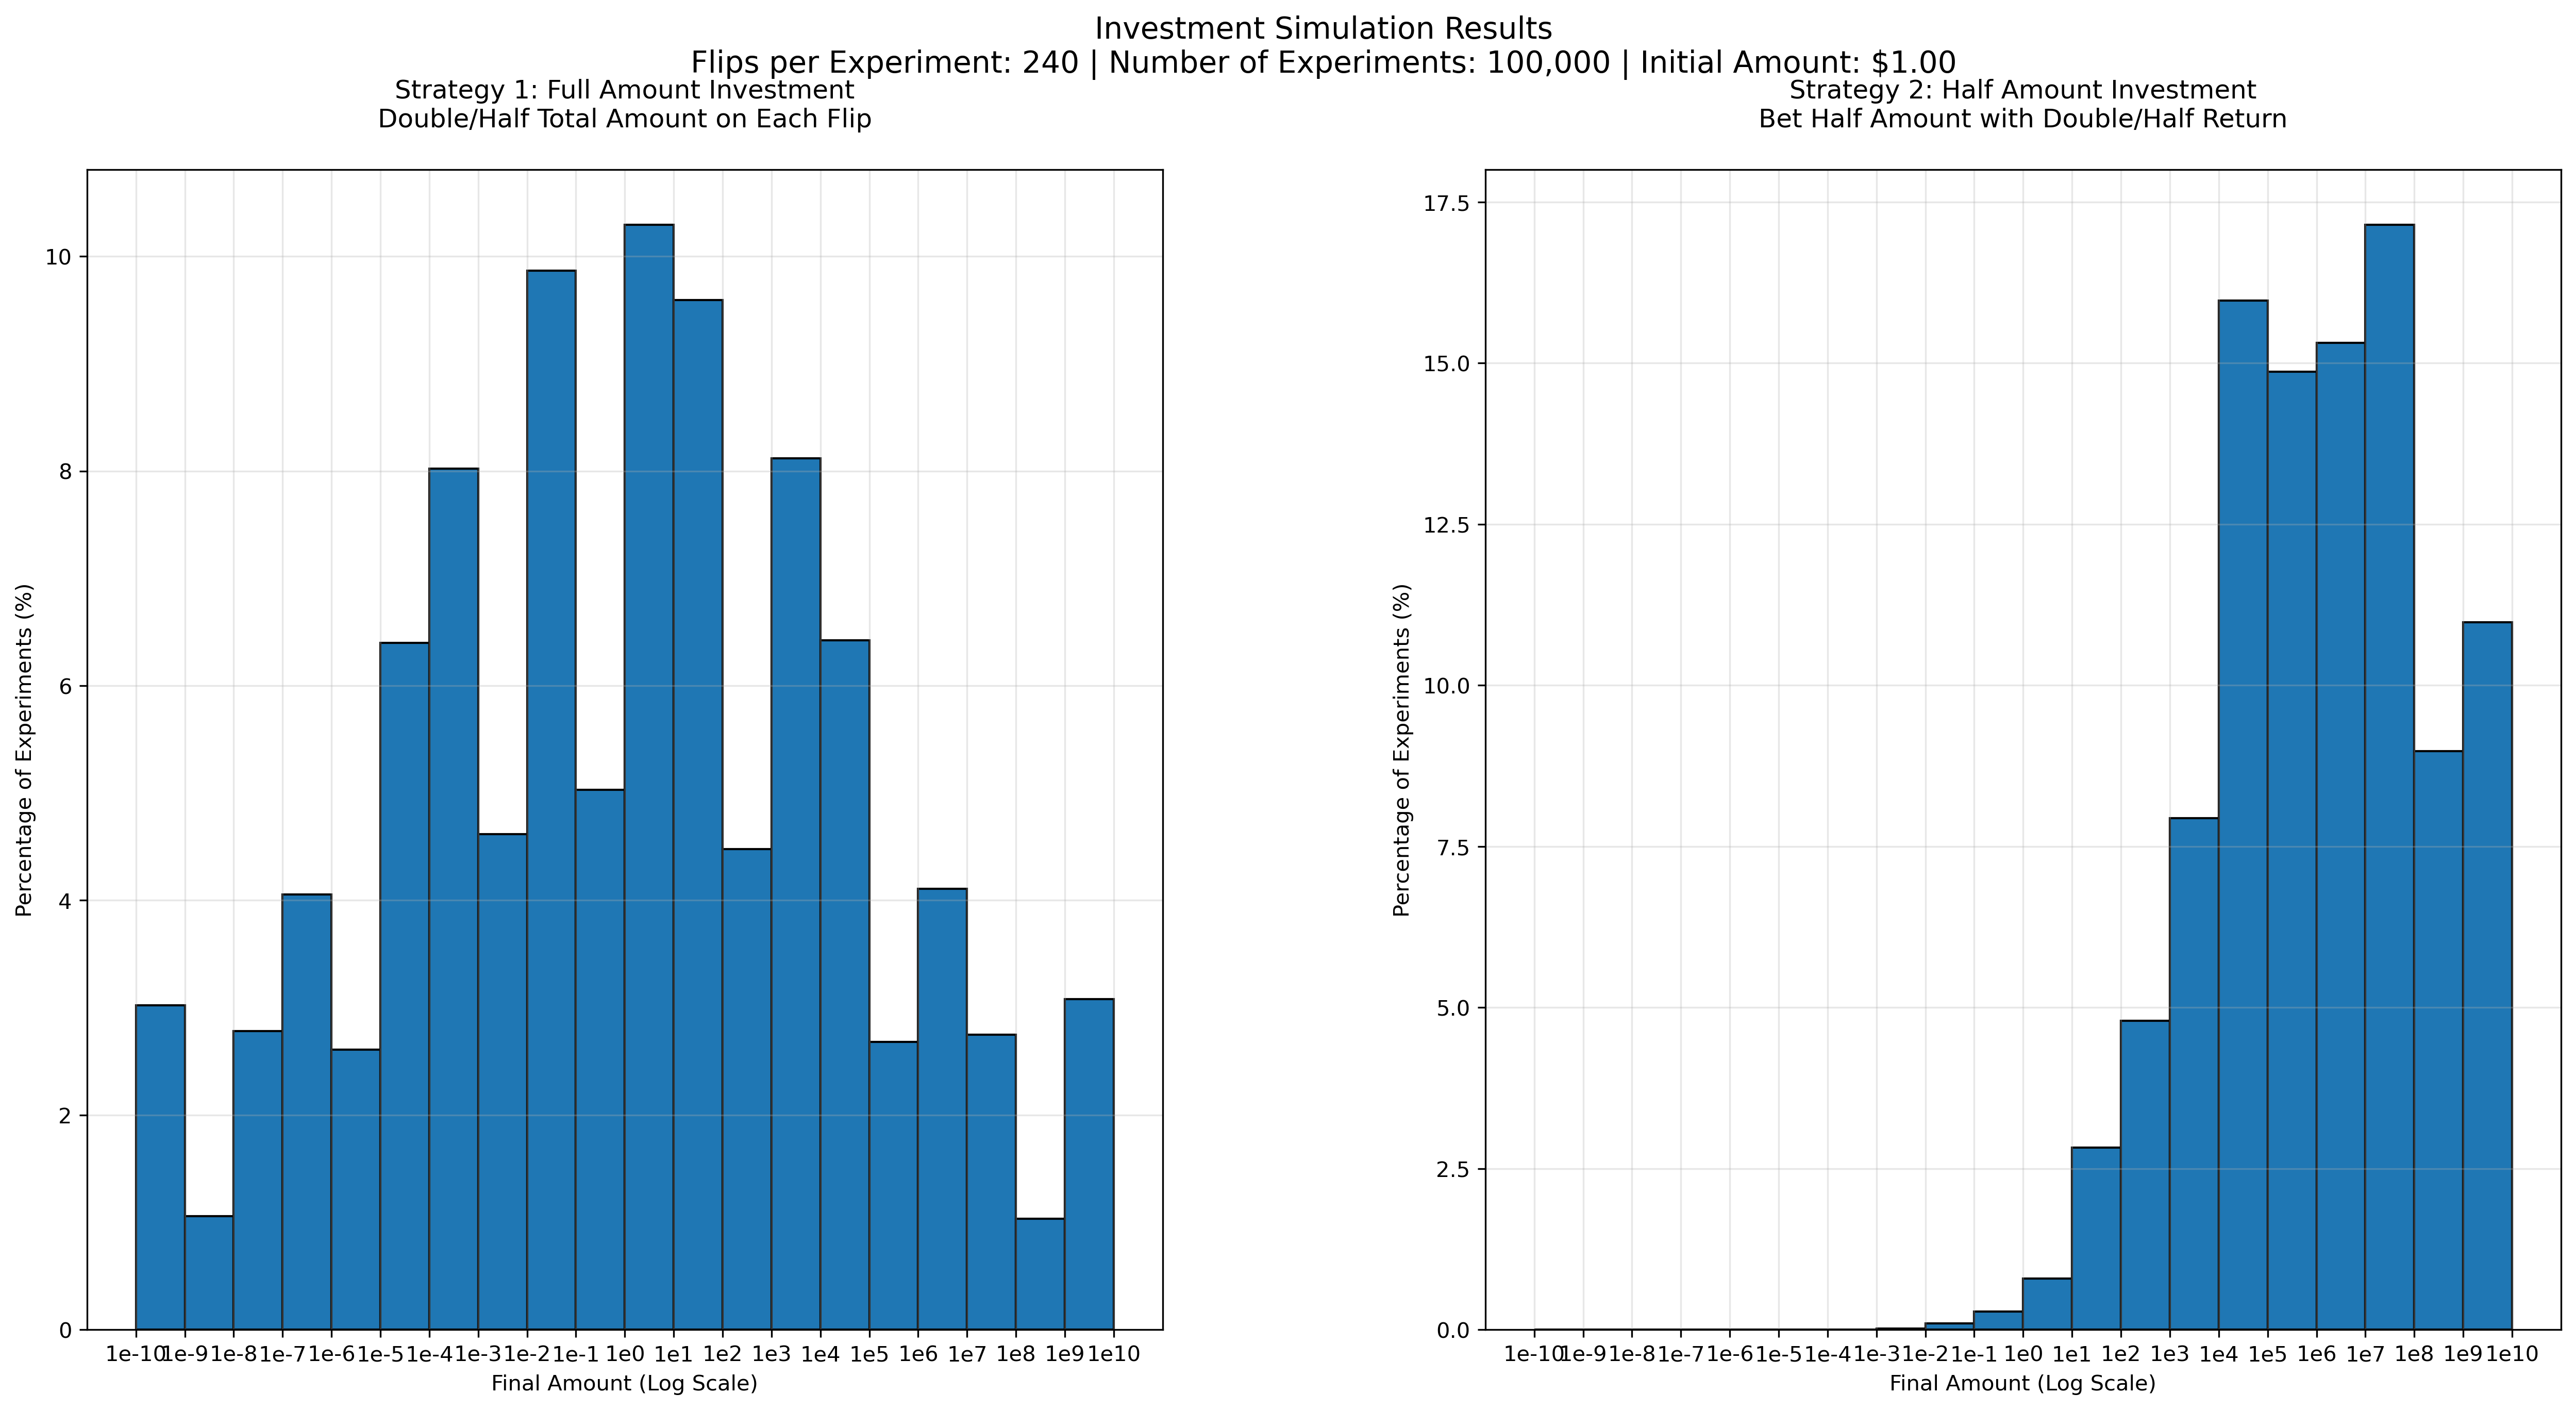 Investment Simulation Results
Flips per Experiment: 240 | Number of Experiments: 100,000 | Initial Amount: $1.00
Strategy 1: Full Amount Investment
Double/Half Total Amount on Each Flip
Percentage of Experiments (%)
10
8
6
4
2
0
1e-10 1e-9 1e-8 1e-7 1e-6 1e-5 1e-4 1e-3 1e-2 1e-1 1e0 1e1 1e2 1e3 1e4 1e5 1e6 1e7 1e8 1e9 1e10
Final Amount (Log Scale)
Strategy 2: Half Amount Investment
Bet Half Amount with Double/Half Return
Percentage of Experiments (%)
17.5
15.0
12.5
10.0
7.5
5.0
2.5
0.0
1e-10 1e-9 1e-8 1e-7 1e-6 1e-5 1e-4 1e-3 1e-2 1e-1 1e0 1e1 1e2 1e3 1e4 1e5 1e6 1e7 1e8 1e9 1e10
Final Amount (Log Scale)